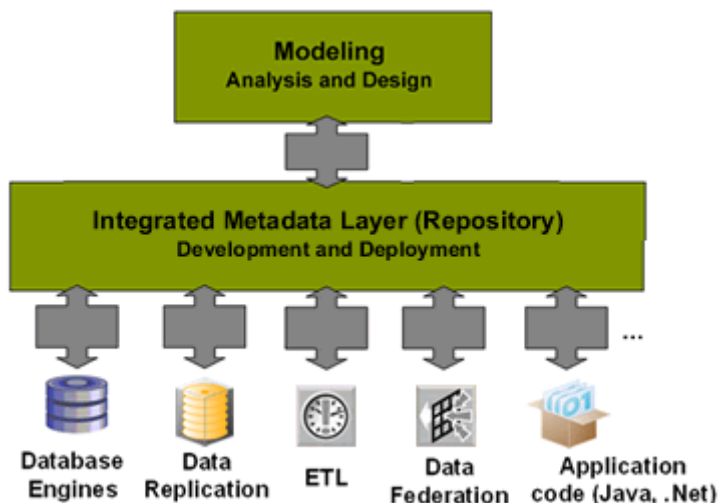 Modeling
Analysis and Design
Integrated Metadata Layer (Repository)
Development and Deployment
...
Database
Engines
Data
Replication
ETL
Data
Federation
Application
code (Java, .Net)